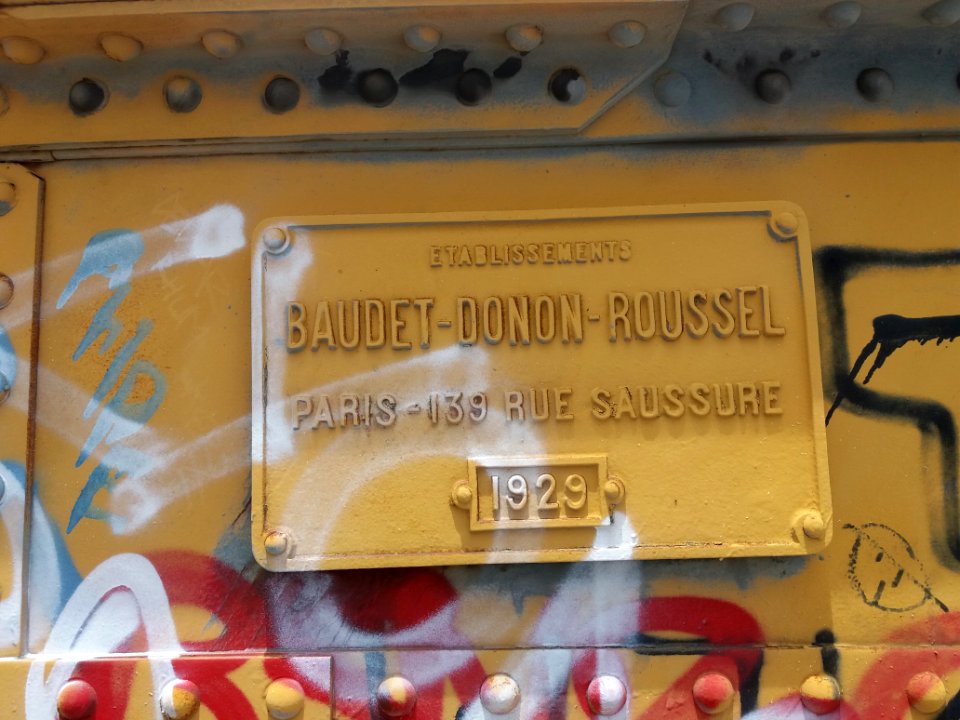 ETABLISSEMENTS
BAUDET-DONON-ROUSSEL
PARIS-139 RUE SAUSSURE
1929